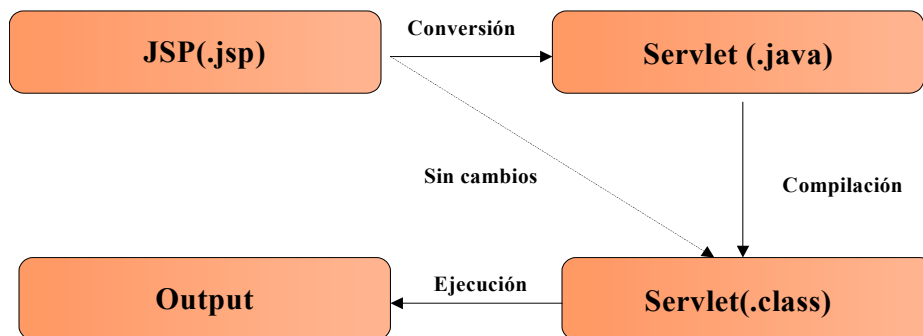 Conversión
JSP(.jsp)
Servlet (.java)
Sin cambios
Compilación
Ejecución
Output
Servlet(.class)